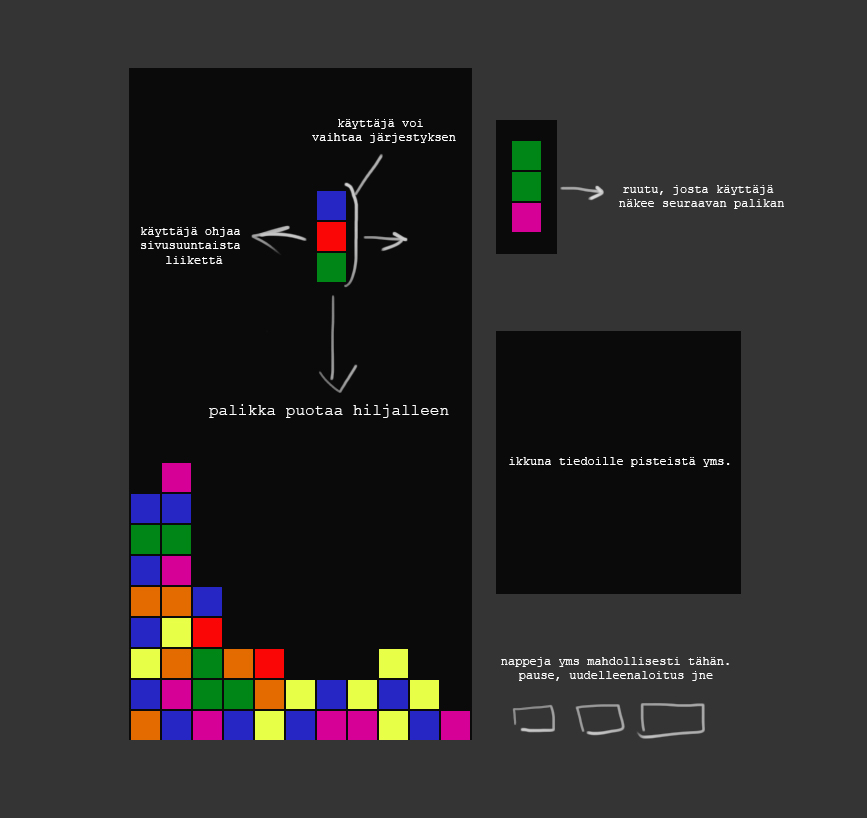 käyttäjä voi
vaihtaa järjestyksen
käyttäjä ohjaa
sivusuuntaista
liikettä
palikka puotaa hiljalleen
ruutu, josta käyttäjä
näkee seuraavan palikan
ikkuna tiedoille pisteistä yms.
nappeja yms mahdollisesti tähän.
pause, uudelleenaloitus jne